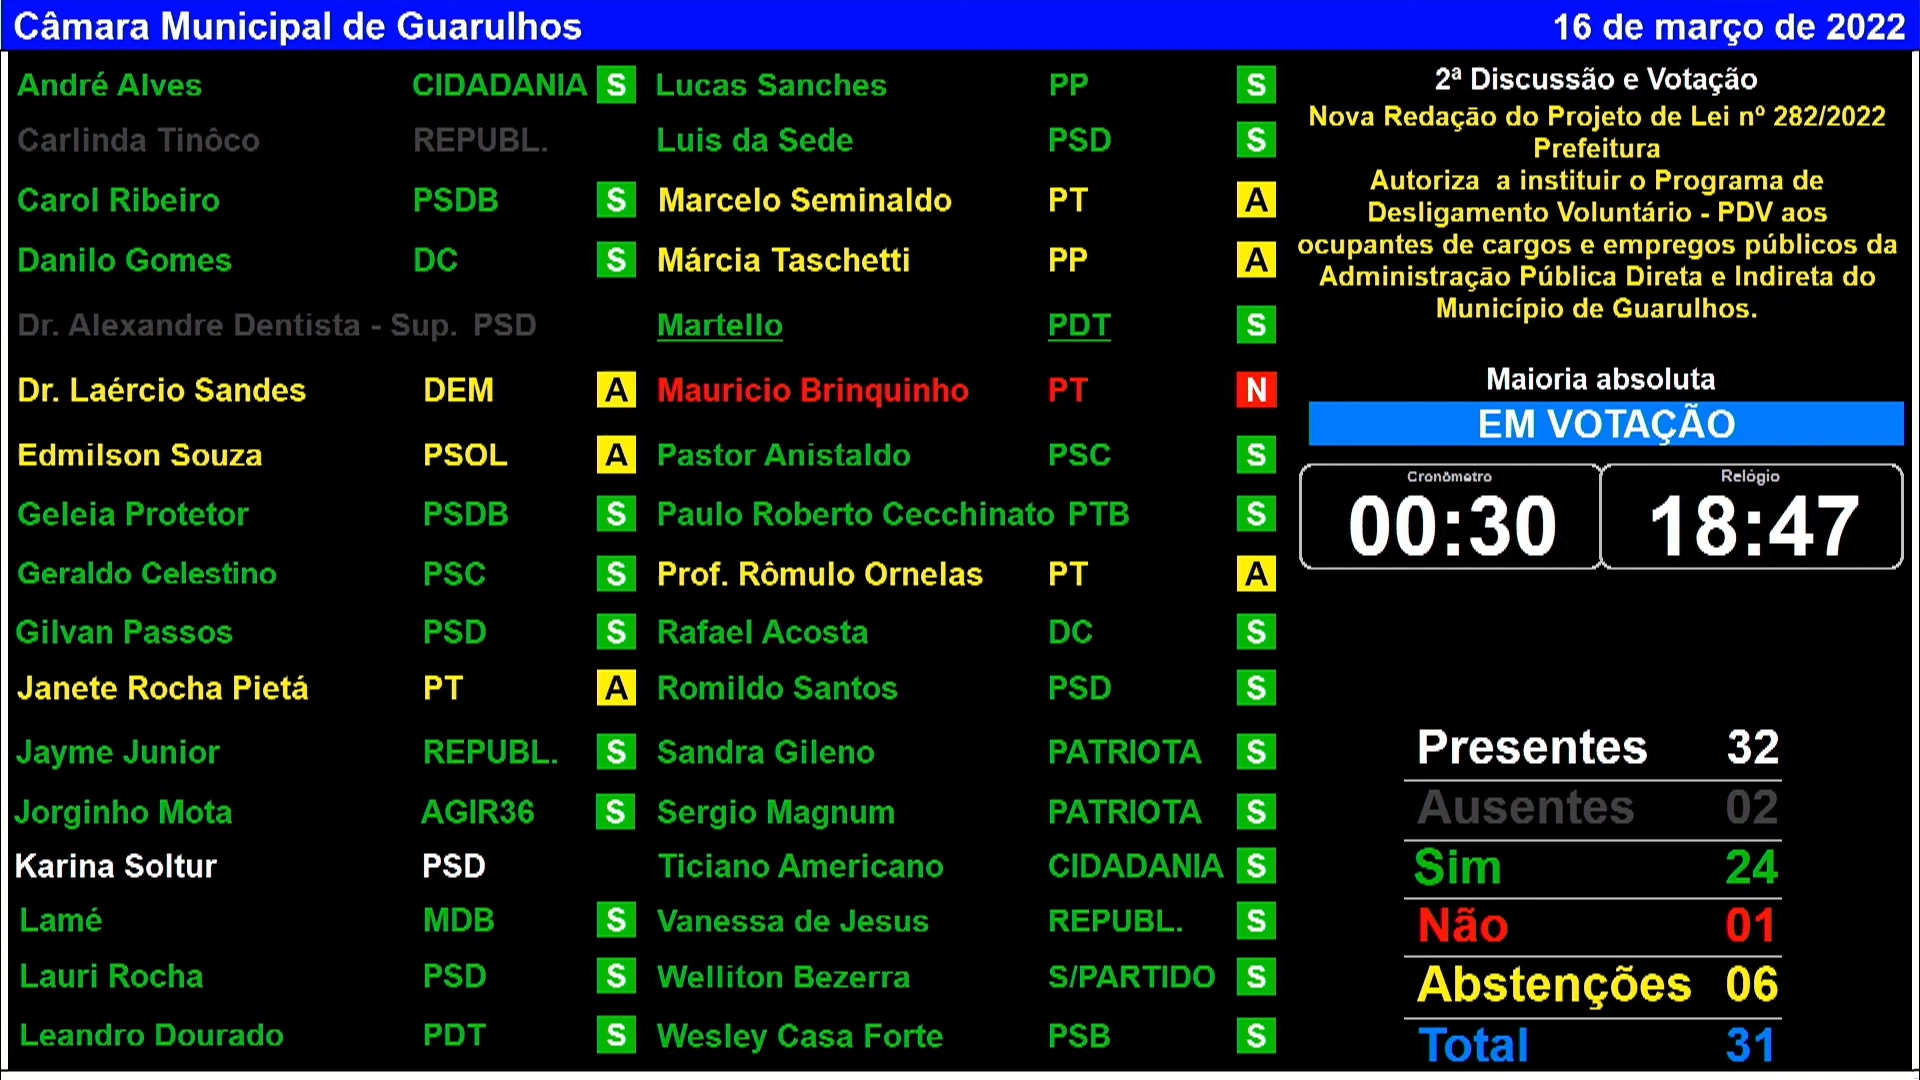 Câmara Municipal de Guarulhos 16 de março de 2022
André Alves CIDADANIA S Lucas Sanches PP S
Carlinda Tinôco REPUBL. Luis da Sede PSD S
Carol Ribeiro PSDB S Marcelo Seminaldo PT A
Danilo Gomes DC S Márcia Taschetti PP A
Dr. Alexandre Dentista - Sup. PSD Martello PDT S
Dr. Laércio Sandes DEM A Mauricio Brinquinho PT N
Edmilson Souza PSOL A Pastor Anistaldo PSC S
Geleia Protetor PSDB S Paulo Roberto Cecchinato PTB S
Geraldo Celestino PSC S Prof. Rômulo Ornelas PT A
Gilvan Passos PSD S Rafael Acosta DC S
Janete Rocha Pietá PT A Romildo Santos PSD S
Jayme Junior REPUBL. S Sandra Gileno PATRIOTA S
Jorginho Mota AGIR36 S Sergio Magnum PATRIOTA S
Karina Soltur PSD Ticiano Americano CIDADANIA S
Lamé MDB S Vanessa de Jesus REPUBL. S
Lauri Rocha PSD S Welliton Bezerra S/PARTIDO S
Leandro Dourado PDT S Wesley Casa Forte PSB S
2ª Discussão e Votação
Nova Redação do Projeto de Lei nº 282/2022
Prefeitura
Autoriza a instituir o Programa de
Desligamento Voluntário - PDV aos
ocupantes de cargos e empregos públicos da
Administração Pública Direta e Indireta do
Município de Guarulhos.
Maioria absoluta
EM VOTAÇÃO
Cronômetro Relógio
00:30 18:47
Presentes 32
Ausentes 02
Sim 24
Não 01
Abstenções 06
Total 31